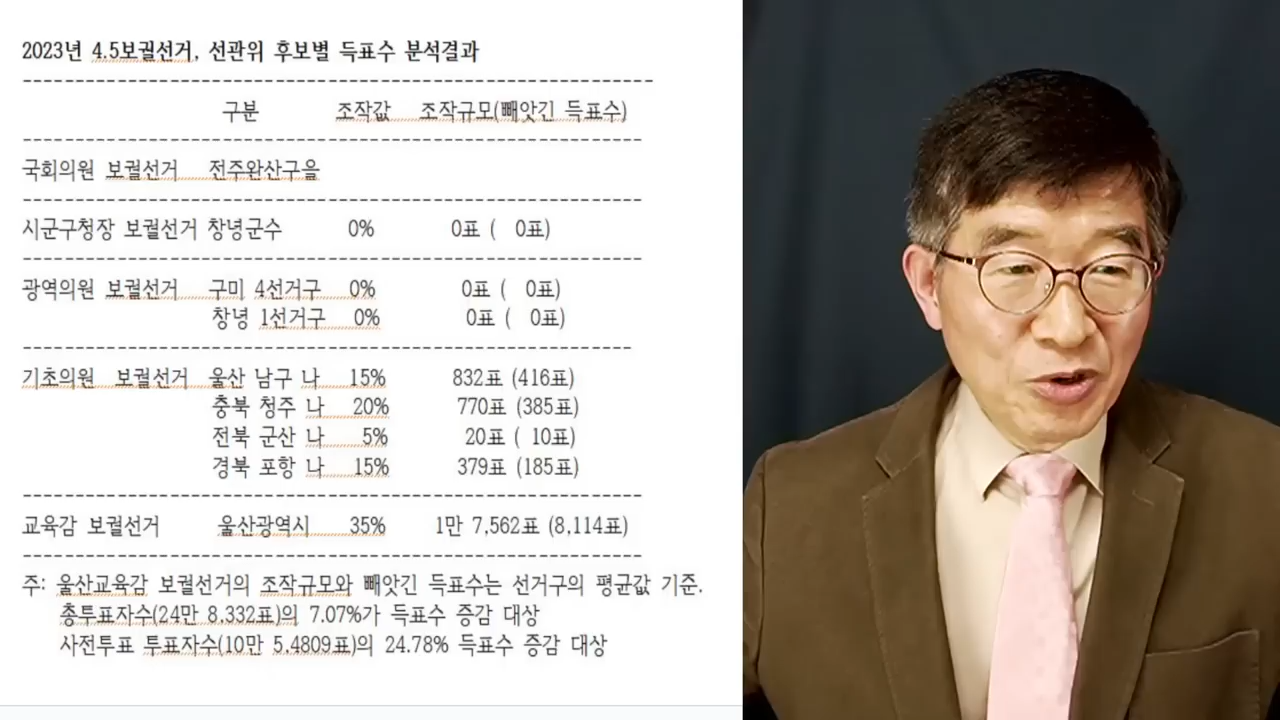 2023년 4.5보궐선거, 선관위 후보별 득표수 분석결과
구분 조작값 조작규모(빼앗긴 득표수)
국회의원 보궐선거 전주완산구을
시군구청장 보궐선거 창녕군수 0% 0표 ( 0표)
광역의원 보궐선거 구미 4선거구 0% 0표 ( 0표)
창녕 1선거구 0% 0표 ( 0표)
기초의원 보궐선거 울산 남구 나 15% 832표 (416표)
충북 청주 나 20% 770표 (385표)
전북 군산 나 5% 20표 ( 10표)
경북 포항 나 15% 379표 (185표)
교육감 보궐선거 울산광역시 35% 1만 7,562표 (8,114표)
주: 울산교육감 보궐선거의 조작규모와 빼앗긴 득표수는 선거구의 평균값 기준.
총투표자수(24만 8.332표)의 7.07%가 득표수 증감 대상
사전투표 투표자수(10만 5.4809표)의 24.78% 득표수 증감 대상